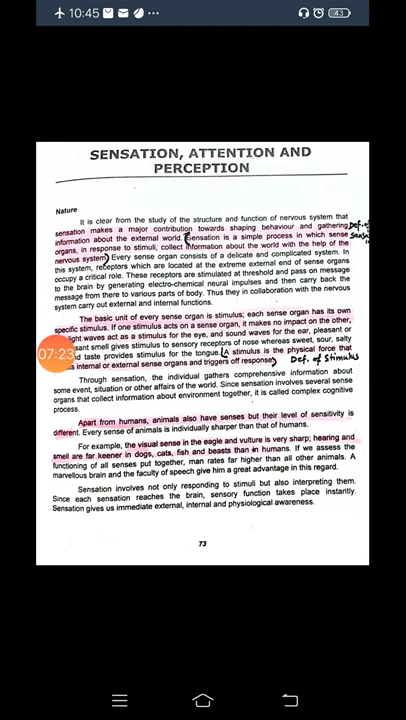 10:45
43
SENSATION, ATTENTION AND
PERCEPTION
Nature
It is clear from the study of the structure and function of nervous system that
sensation makes a major contribution towards shaping behaviour and gathering Def. of
information about the external world. (Sensation is a simple process in which sense
organs, in response to stimuli, collect information about the world with the help of the
nervous system) Every sense organ consists of a delicate and complicated system. In
this system, receptors which are located at the extreme external end of sense organs
occupy a critical role. These receptors are stimulated at threshold and pass on message
to the brain by generating electro-chemical neural impulses and then carry back the
message from there to various parts of body. Thus they in collaboration with the nervous
system carry out external and internal functions.
The basic unit of every sense organ is stimulus; each sense organ has its own
specific stimulus. If one stimulus acts on a sense organ, it makes no impact on the other,
light waves act as a stimulus for the eye, and sound waves for the ear, pleasant or
sant smell gives stimulus to sensory receptors of nose whereas sweet, sour, salty
07:23
d taste provides stimulus for the tongue. (A stimulus is the physical force that
s internal or external sense organs and triggers off response) Def. of Stimulus
Through sensation, the individual gathers comprehensive information about
some event, situation or other affairs of the world. Since sensation involves several sense
organs that collect information about environment together, it is called complex cognitive
process.
Apart from humans, animals also have senses but their level of sensitivity is
different. Every sense of animals is individually sharper than that of humans.
For example, the visual sense in the eagle and vulture is very sharp; hearing and
smell are far keener in dogs, cats, fish and beasts than in humans. If we assess the
functioning of all senses put together, man rates far higher than all other animals. A
marvellous brain and the faculty of speech give him a great advantage in this regard.
Sensation involves not only responding to stimuli but also interpreting them.
Since each sensation reaches the brain, sensory function takes place instantly.
Sensation gives us immediate external, internal and physiological awareness.
73